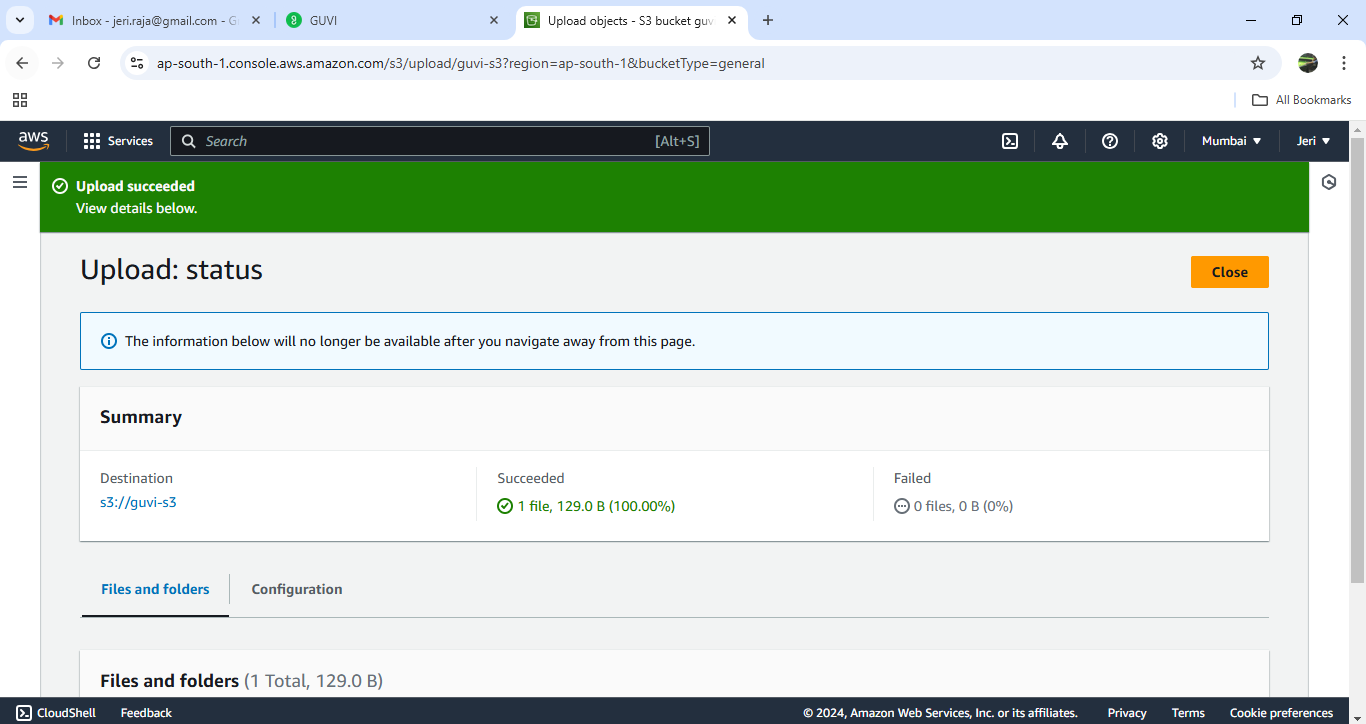 Inbox - jeri.raja@gmail.com - G
GUVI
Upload objects - S3 bucket guv
ap-south-1.console.aws.amazon.com/s3/upload/guvi-s3?region=ap-south-1&bucketType=general
All Bookmarks
aws
Services
Search
[Alt+S]
Mumbai
Jeri
Upload succeeded
View details below.
Upload: status
Close
The information below will no longer be available after you navigate away from this page.
Summary
Destination
s3://guvi-s3
Succeeded
1 file, 129.0 B (100.00%)
Failed
0 files, 0 B (0%)
Files and folders
Configuration
Files and folders (1 Total, 129.0 B)
CloudShell
Feedback
© 2024, Amazon Web Services, Inc. or its affiliates.
Privacy
Terms
Cookie preferences